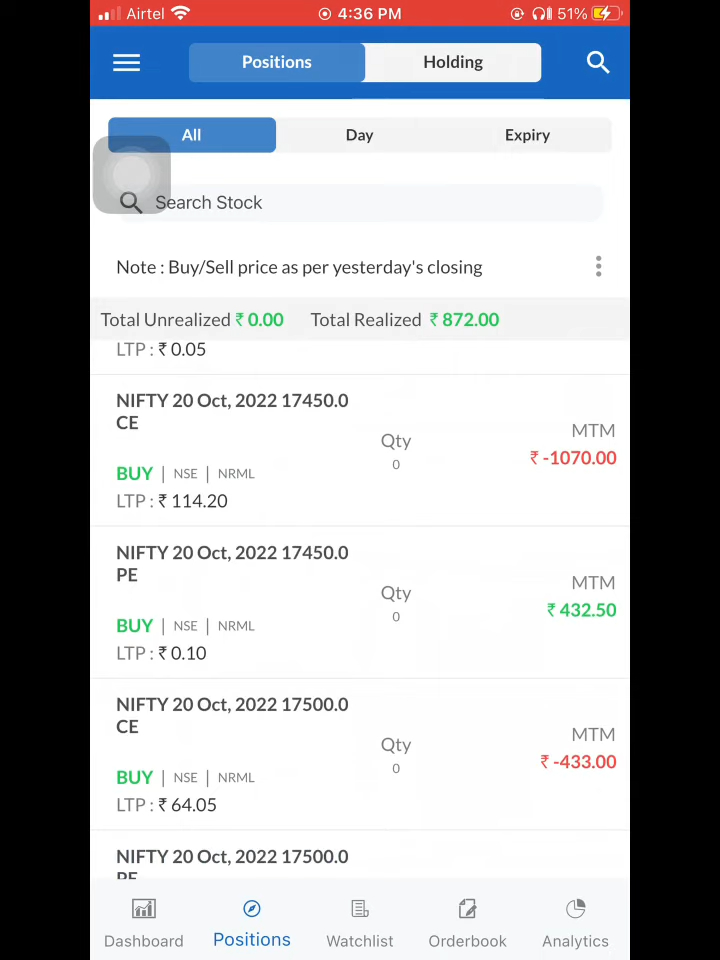 Airtel 4:36 PM 51%
Positions Holding
All Day Expiry
Search Stock
Note : Buy/Sell price as per yesterday's closing
Total Unrealized ₹ 0.00 Total Realized ₹ 872.00
LTP : ₹ 0.05
NIFTY 20 Oct, 2022 17450.0
CE
Qty
0
MTM
₹ -1070.00
BUY | NSE | NRML
LTP : ₹ 114.20
NIFTY 20 Oct, 2022 17450.0
PE
Qty
0
MTM
₹ 432.50
BUY | NSE | NRML
LTP : ₹ 0.10
NIFTY 20 Oct, 2022 17500.0
CE
Qty
0
MTM
₹ -433.00
BUY | NSE | NRML
LTP : ₹ 64.05
NIFTY 20 Oct, 2022 17500.0
PE
Dashboard Positions Watchlist Orderbook Analytics